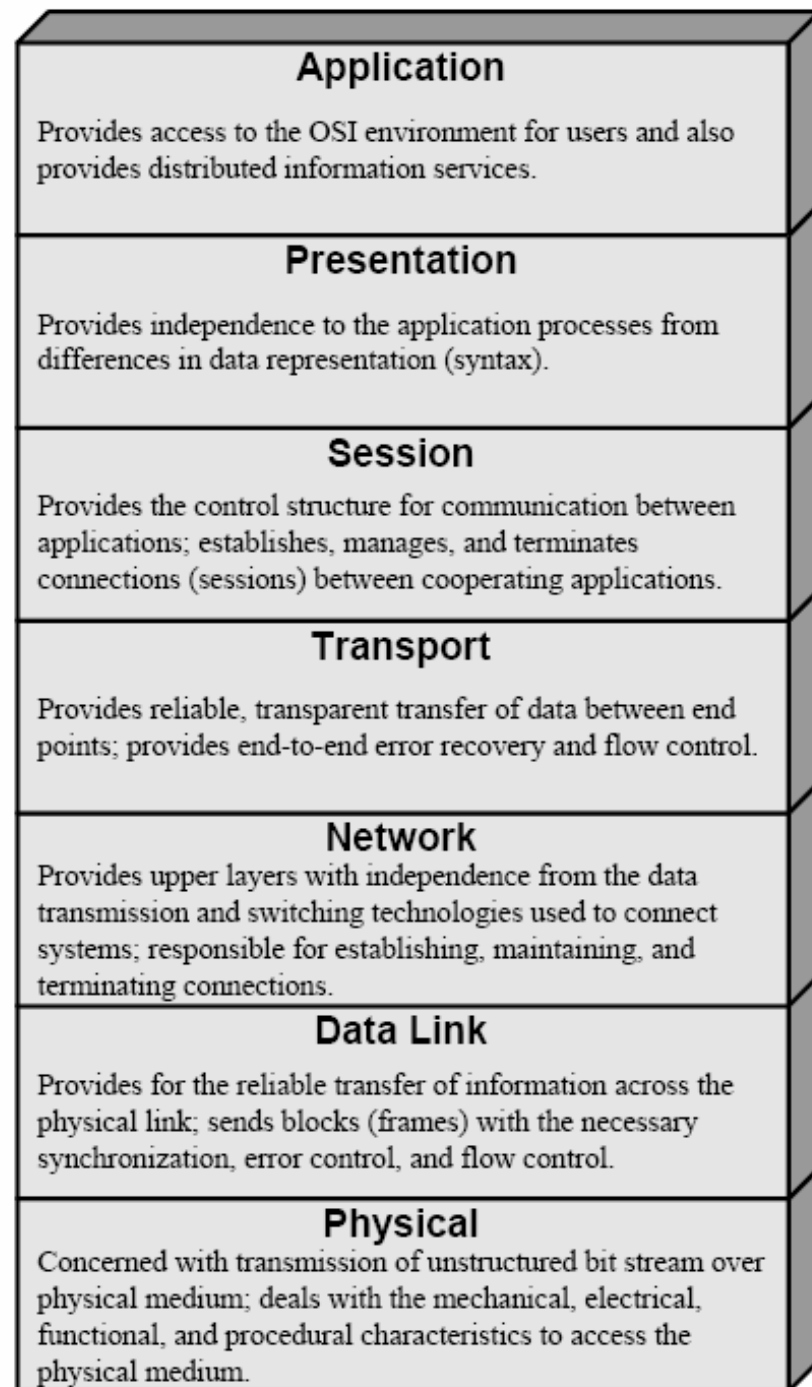 Application
Provides access to the OSI environment for users and also
provides distributed information services.
Presentation
Provides independence to the application processes from
differences in data representation (syntax).
Session
Provides the control structure for communication between
applications; establishes, manages, and terminates
connections (sessions) between cooperating applications.
Transport
Provides reliable, transparent transfer of data between end
points; provides end-to-end error recovery and flow control.
Network
Provides upper layers with independence from the data
transmission and switching technologies used to connect
systems; responsible for establishing, maintaining, and
terminating connections.
Data Link
Provides for the reliable transfer of information across the
physical link; sends blocks (frames) with the necessary
synchronization, error control, and flow control.
Physical
Concerned with transmission of unstructured bit stream over
physical medium; deals with the mechanical, electrical,
functional, and procedural characteristics to access the
physical medium.